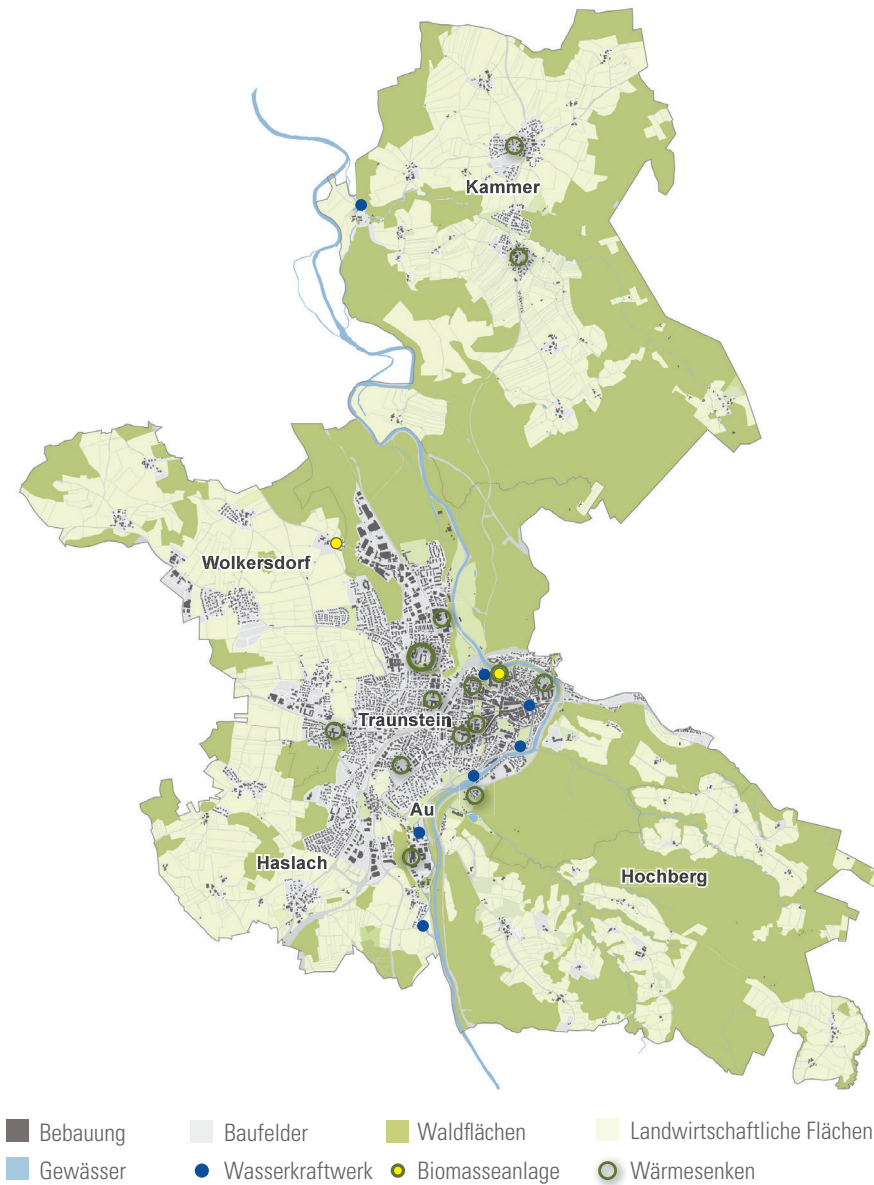 Kammer
Wolkersdorf
Traunstein
Au
Haslach
Hochberg
Bebauung Baufelder Waldflächen Landwirtschaftliche Flächen
Gewässer Wasserkraftwerk Biomasseanlage Wärmesenken